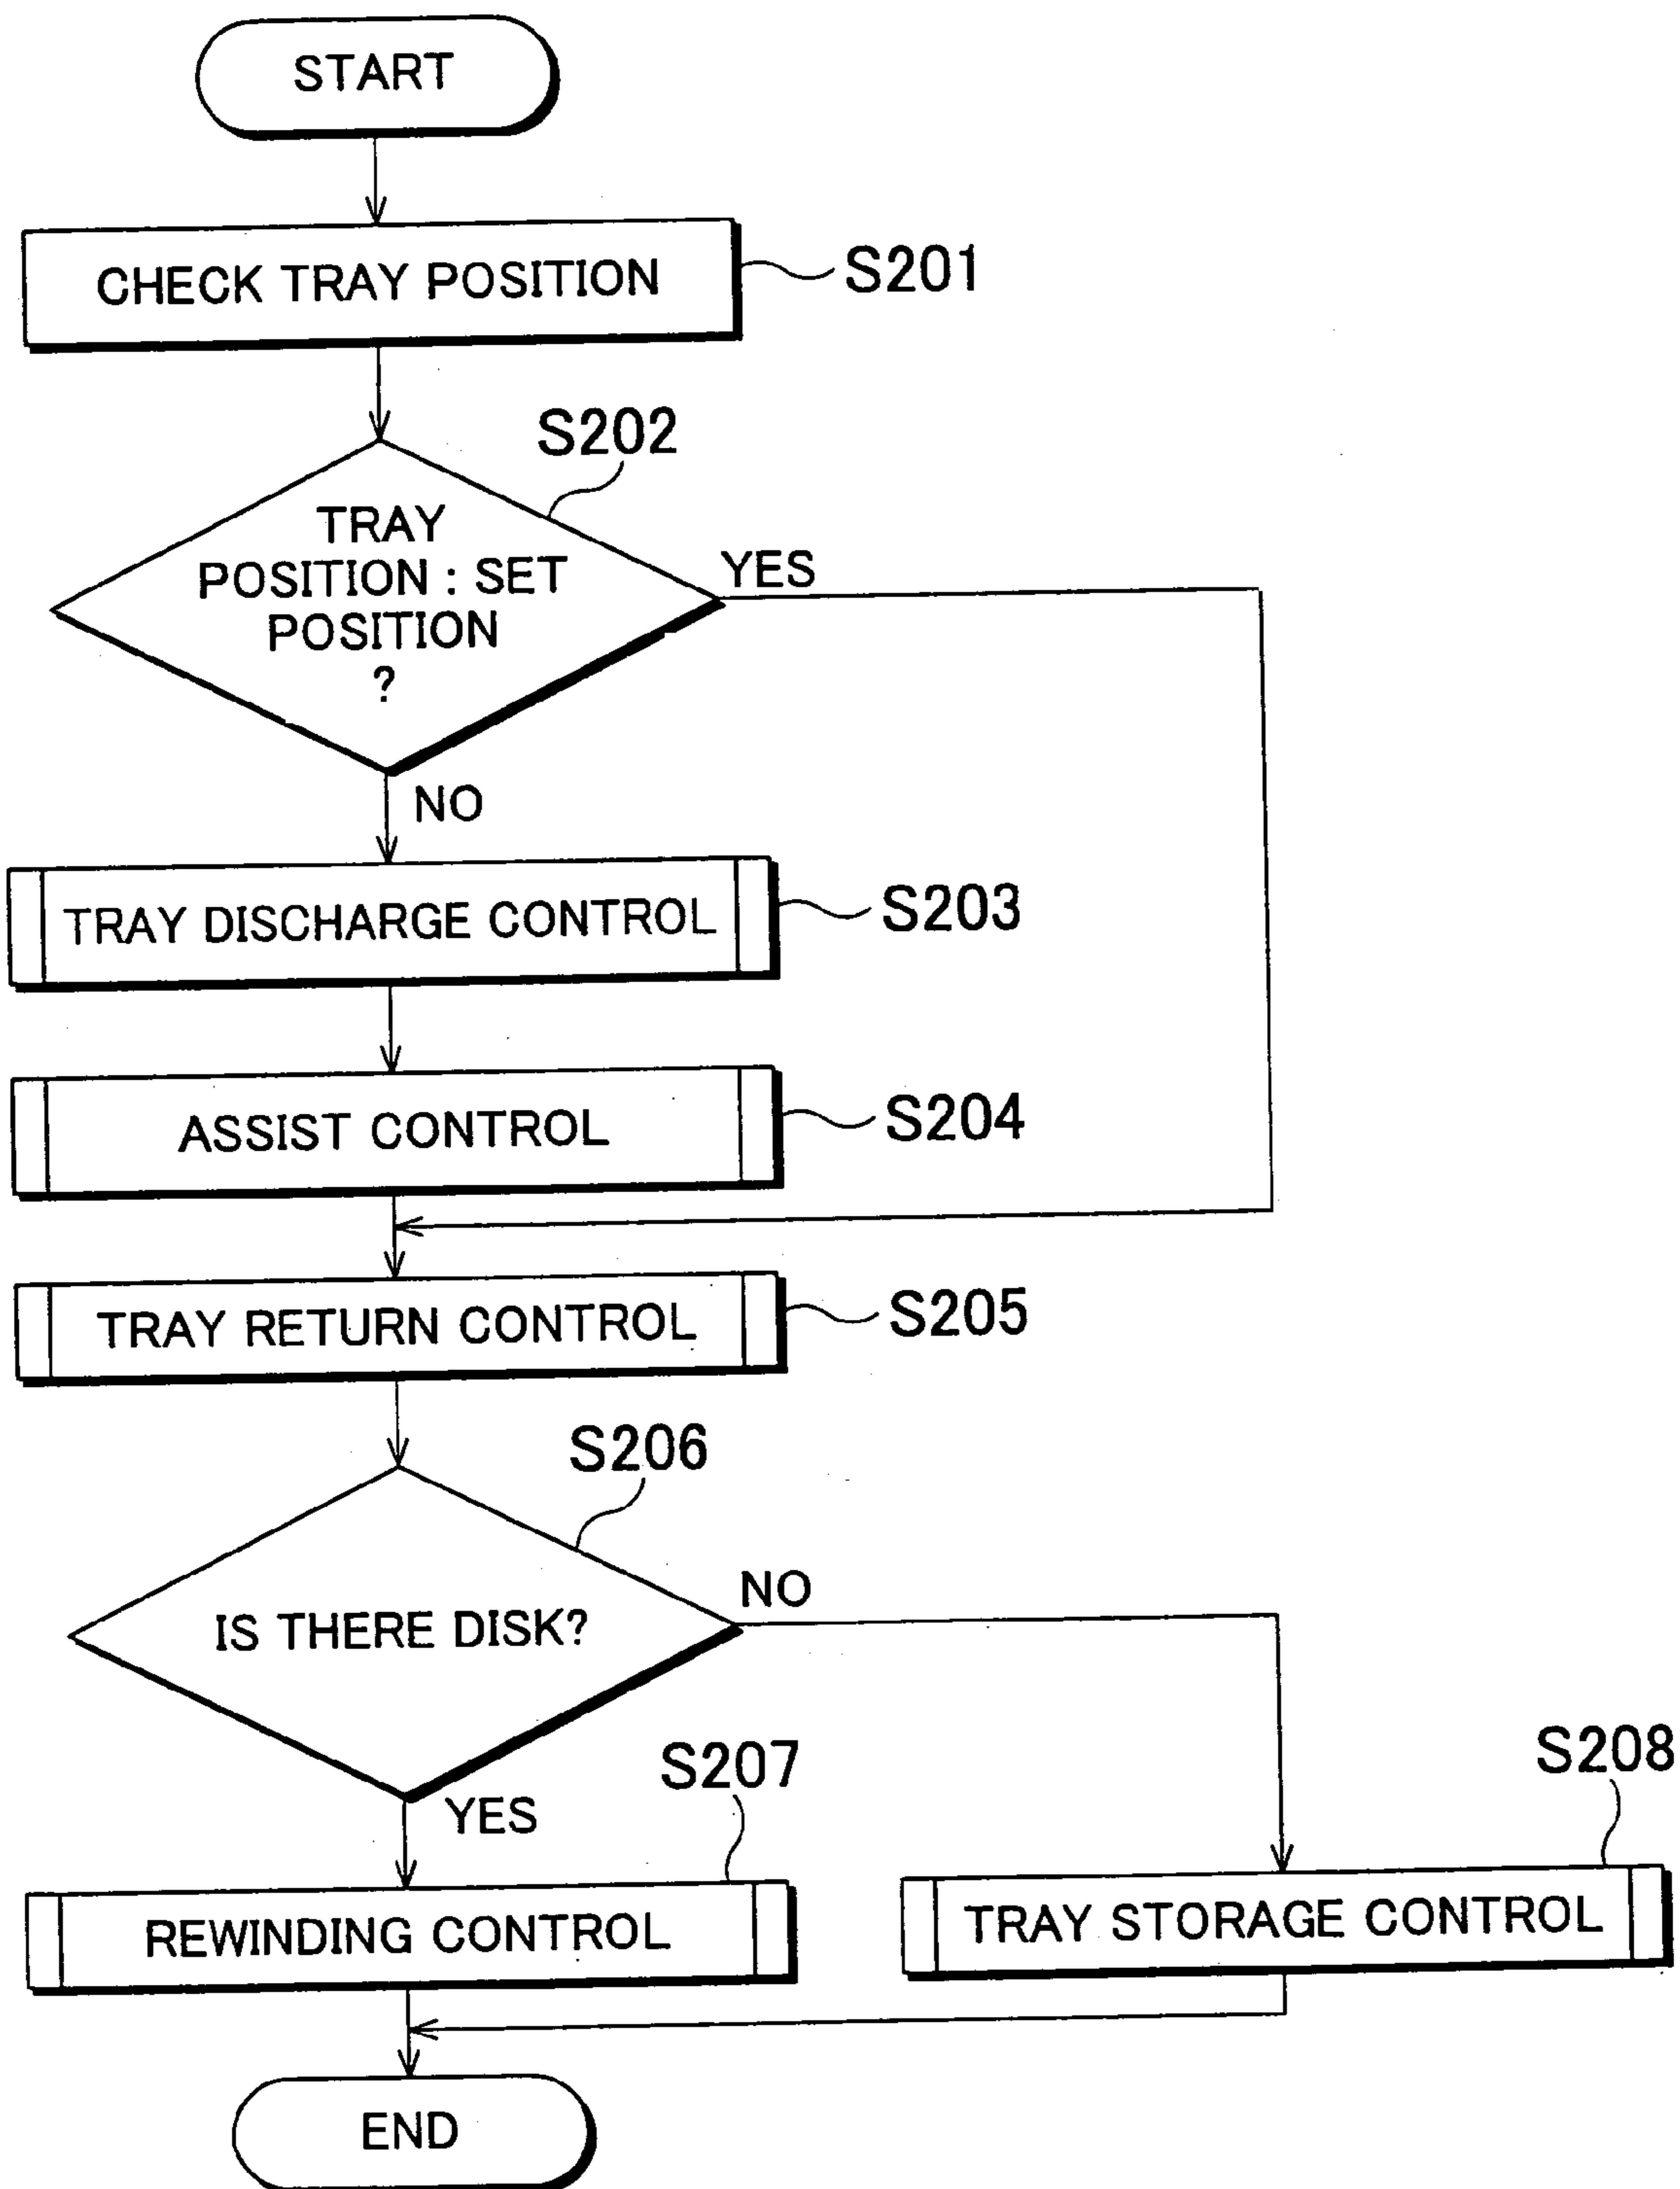 START
CHECK TRAY POSITION
S201
S202
TRAY
POSITION : SET
POSITION
?
YES
NO
TRAY DISCHARGE CONTROL
S203
ASSIST CONTROL
S204
TRAY RETURN CONTROL
S205
S206
IS THERE DISK?
NO
YES
S207
S208
REWINDING CONTROL
TRAY STORAGE CONTROL
END